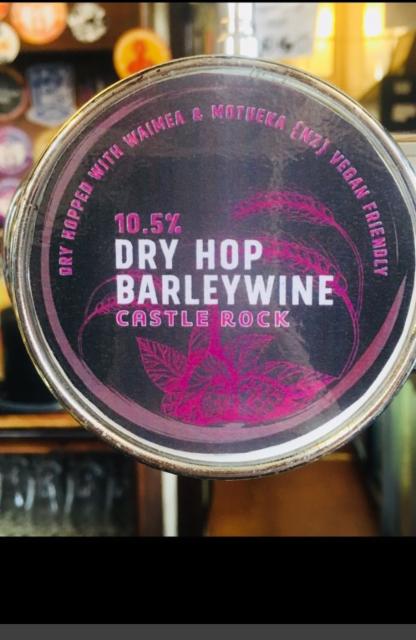 DRY HOPPED WITH WAIMEA & MOTUEKA (NZ) VEGAN FRIENDLY
10.5%
DRY HOP
BARLEYWINE
CASTLE ROCK